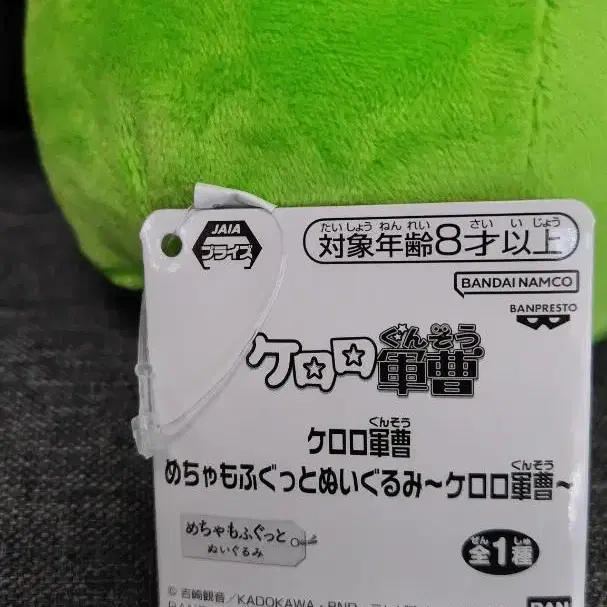 JAIA
プライズ
たいしょうねんれい さいいじょう
対象年齢8才以上
BANDAI NAMCO
BANPRESTO
ぐんそう
ケロロ軍曹
ぐんそう
ケロロ軍曹
ぐんそう
めちゃもふぐっとぬいぐるみ～ケロロ軍曹～
めちゃもふぐっと
ぬいぐるみ
ぜん しゅ
全1種
© 吉崎観音/KADOKAWA・BNP・